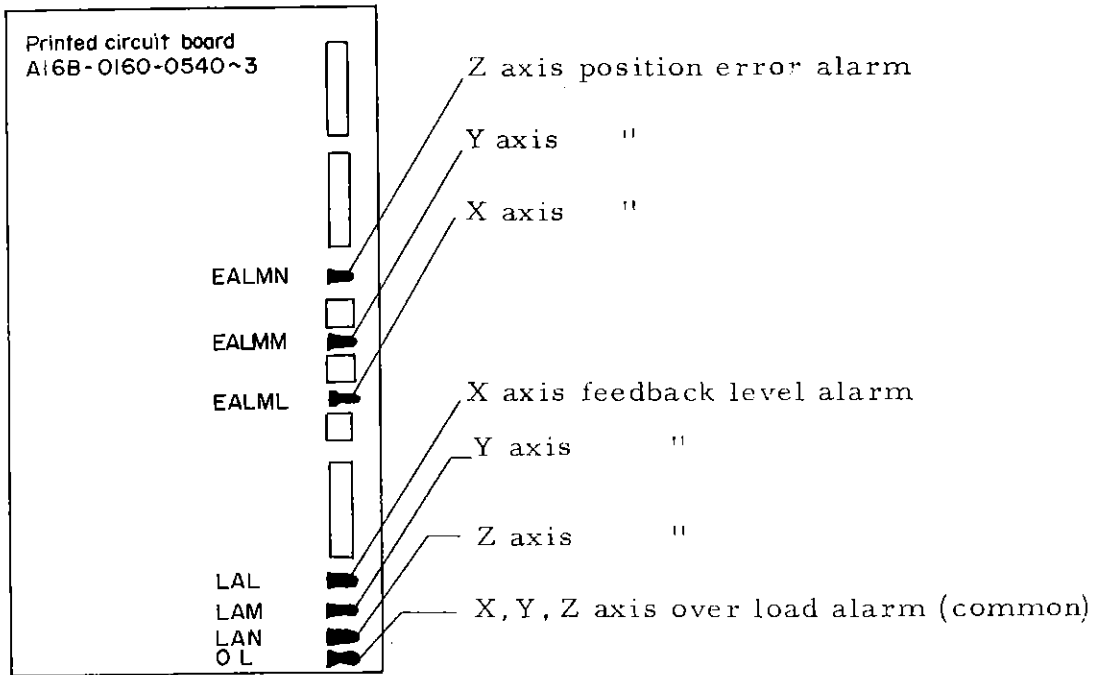 Printed circuit board
A16B-0160-0540~3
Z axis position error alarm
Y axis "
X axis "
EALMN
EALMM
EALML
X axis feedback level alarm
Y axis "
Z axis "
LAL
LAM
LAN
OL
X, Y, Z axis over load alarm (common)